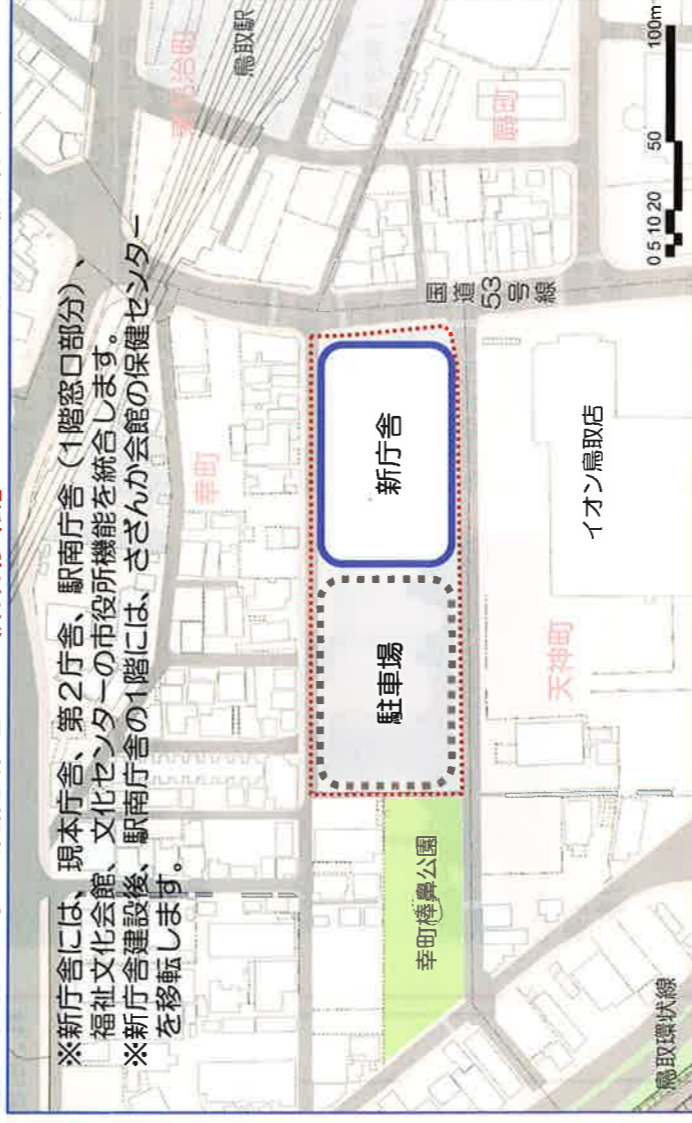 ※新庁舎には、現本庁舎、第2庁舎、駅南庁舎（1階窓口部分）、
福祉文化会館、文化センターの市役所機能を統合します。
※新庁舎建設後、駅南庁舎の1階には、さざんか会館の保健センター
を移転します。
鳥取駅
幸町
国道53号線
新庁舎
駐車場
幸町棒鼻公園
天神町
イオン鳥取店
鳥取環状線
0 5 10 20 50 100m